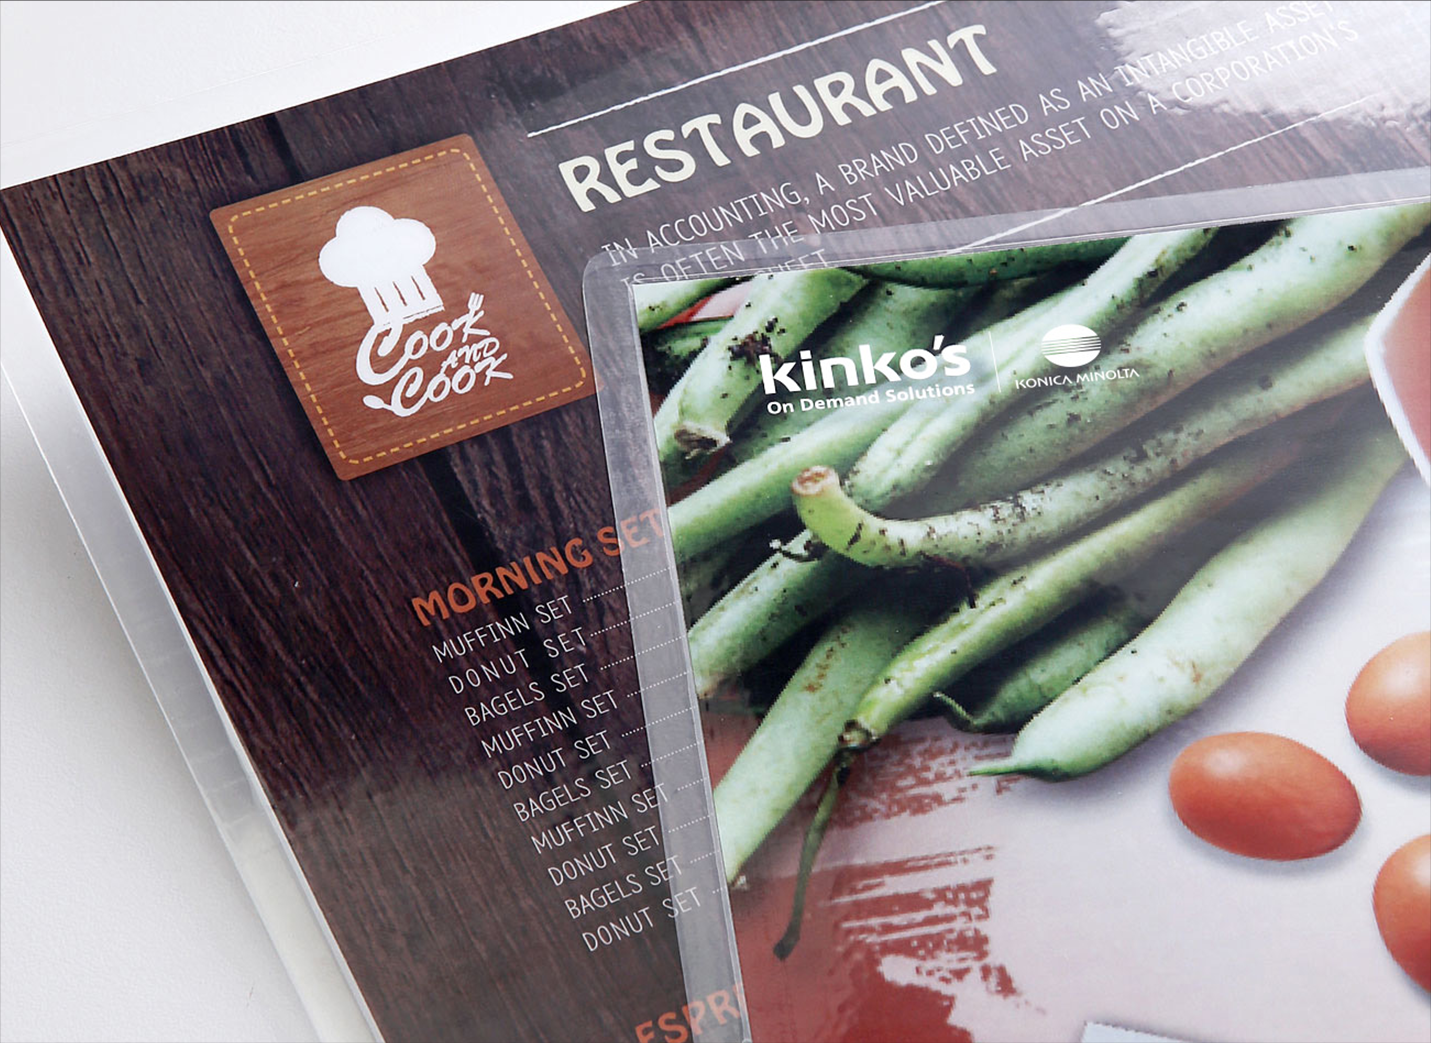 RESTAURANT
IN ACCOUNTING, A BRAND DEFINED AS AN INTANGIBLE ASSET
IS OFTEN THE MOST VALUABLE ASSET ON A CORPORATION'S
SHEET
COOK
AND
COOK
kinko's
On Demand Solutions
KONICA MINOLTA
MORNING SET
MUFFINN SET
DONUT SET
BAGELS SET
MUFFINN SET
DONUT SET
BAGELS SET
MUFFINN SET
DONUT SET
BAGELS SET
DONUT SET
ESPR